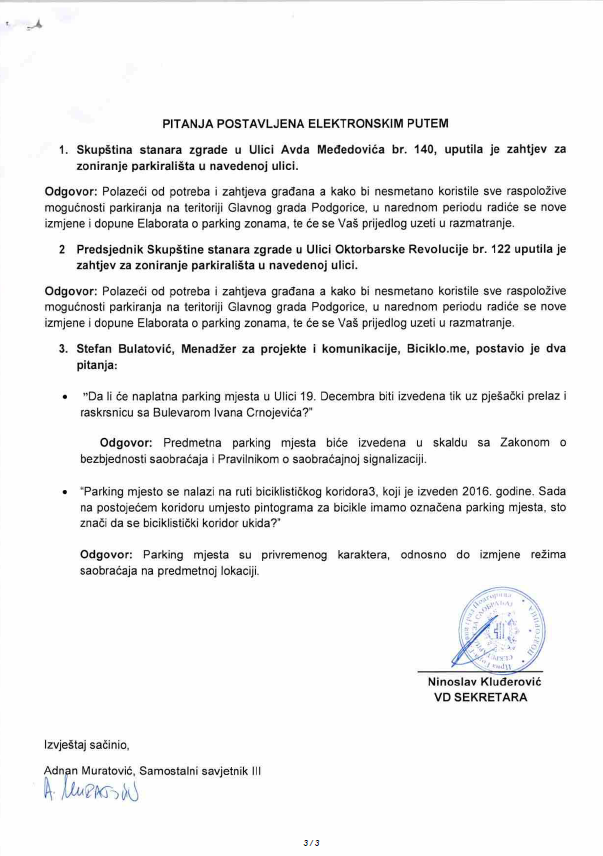 PITANJA POSTAVLJENA ELEKTRONSKIM PUTEM
1. Skupština stanara zgrade u Ulici Avda Međedovića br. 140, uputila je zahtjev za
zoniranje parkirališta u navedenoj ulici.
Odgovor: Polazeći od potreba i zahtjeva građana a kako bi nesmetano koristile sve raspoložive
mogućnosti parkiranja na teritoriji Glavnog grada Podgorice, u narednom periodu radiće se nove
izmjene i dopune Elaborata o parking zonama, te će se Vaš prijedlog uzeti u razmatranje.
2 Predsjednik Skupštine stanara zgrade u Ulici Oktorbarske Revolucije br. 122 uputila je
zahtjev za zoniranje parkirališta u navedenoj ulici.
Odgovor: Polazeći od potreba i zahtjeva građana a kako bi nesmetano koristile sve raspoložive
mogućnosti parkiranja na teritoriji Glavnog grada Podgorice, u narednom periodu radiće se nove
izmjene i dopune Elaborata o parking zonama, te će se Vaš prijedlog uzeti u razmatranje.
3. Stefan Bulatović, Menadžer za projekte i komunikacije, Biciklo.me, postavio je dva
pitanja:
• "Da li će naplatna parking mjesta u Ulici 19. Decembra biti izvedena tik uz pješački prelaz i
raskrsnicu sa Bulevarom Ivana Crnojevića?"
Odgovor: Predmetna parking mjesta biće izvedena u skaldu sa Zakonom o
bezbjednosti saobraćaja i Pravilnikom o saobraćajnoj signalizaciji.
• "Parking mjesto se nalazi na ruti biciklističkog koridora3, koji je izveden 2016. godine. Sada
na postojećem koridoru umjesto pintograma za bicikle imamo označena parking mjesta, sto
znači da se biciklistički koridor ukida?"
Odgovor: Parking mjesta su privremenog karaktera, odnosno do izmjene režima
saobraćaja na predmetnoj lokaciji.
Ninoslav Kluđerović
VD SEKRETARA
Izvještaj sačinio,
Adnan Muratović, Samostalni savjetnik III
A. Muratović
3/3